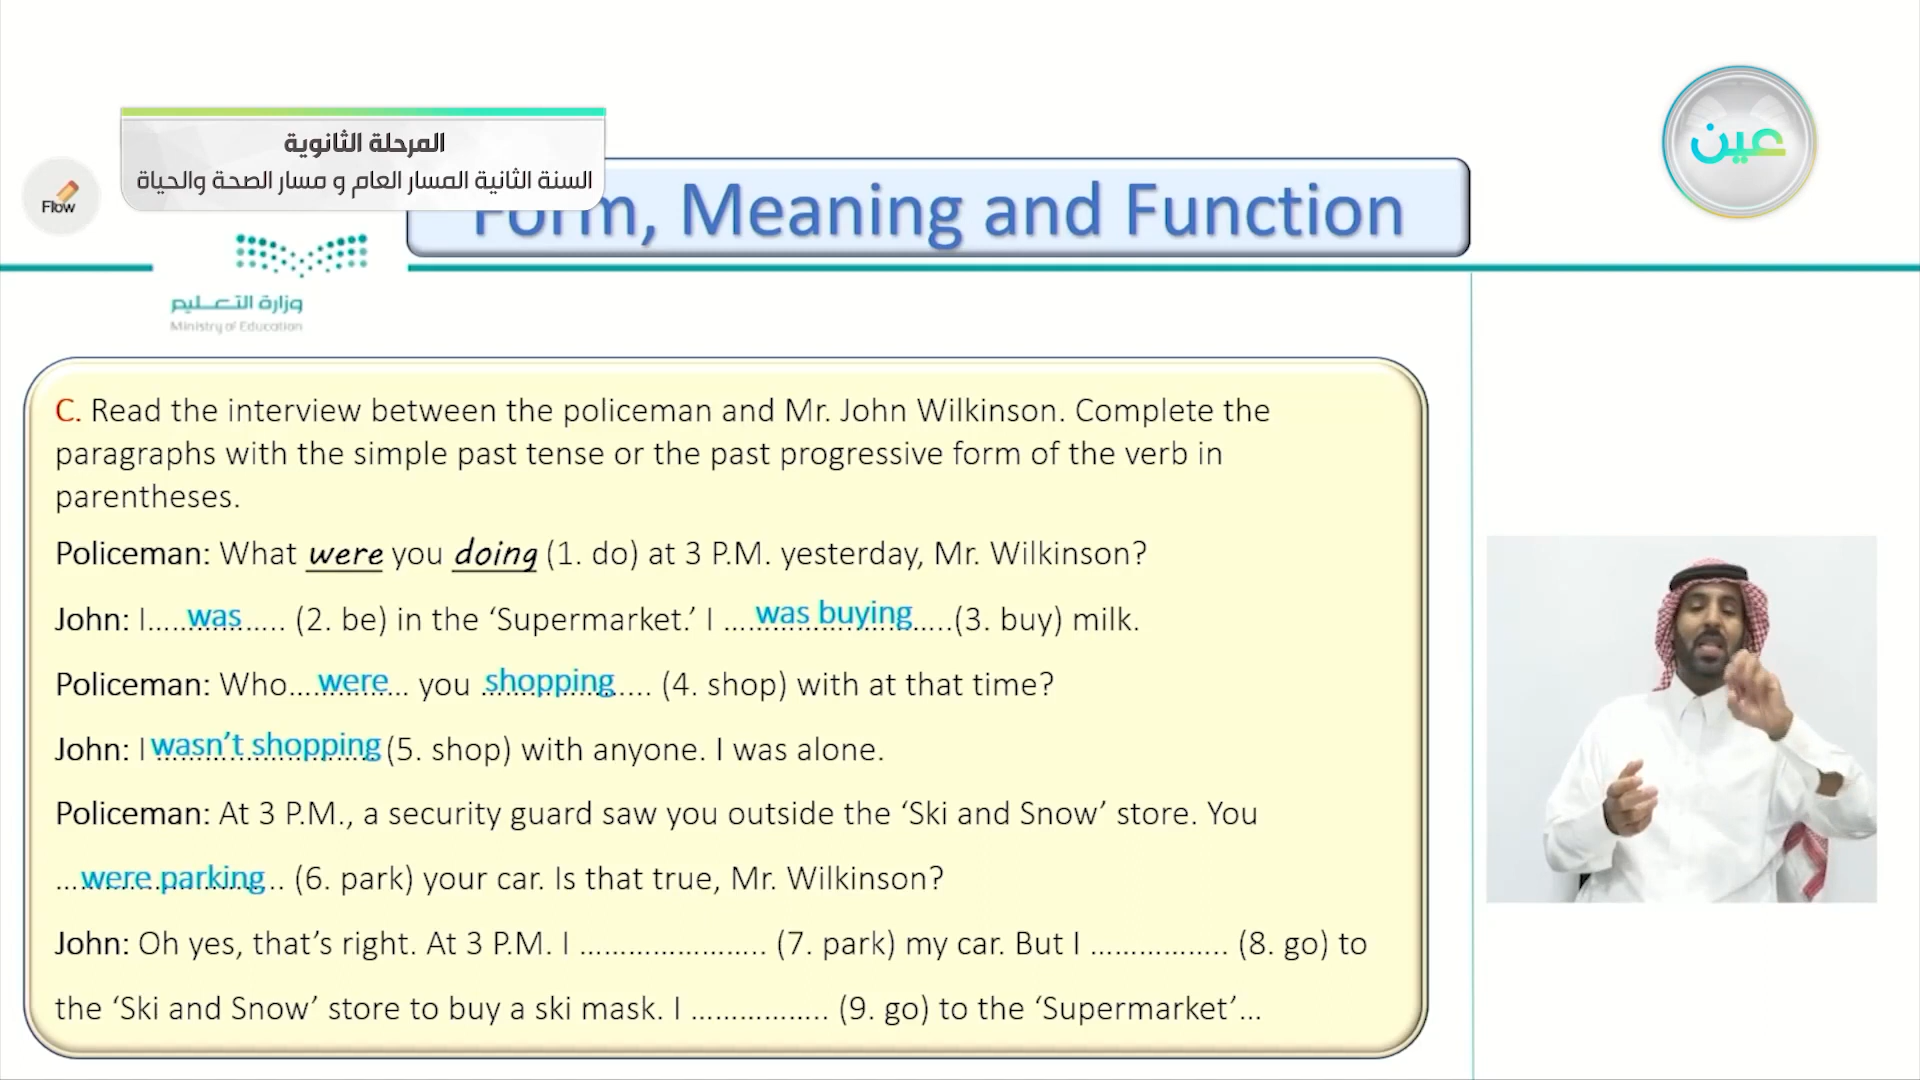 المرحلة الثانوية
السنة الثانية المسار العام و مسار الصحة والحياة
عين
Flow
Form, Meaning and Function
وزارة التعليم
Ministry of Education
C. Read the interview between the policeman and Mr. John Wilkinson. Complete the
paragraphs with the simple past tense or the past progressive form of the verb in
parentheses.
Policeman: What were you doing (1. do) at 3 P.M. yesterday, Mr. Wilkinson?
John: I.....was..... (2. be) in the ‘Supermarket.’ I ...was buying.....(3. buy) milk.
Policeman: Who...were... you shopping.... (4. shop) with at that time?
John: I wasn’t shopping (5. shop) with anyone. I was alone.
Policeman: At 3 P.M., a security guard saw you outside the ‘Ski and Snow’ store. You
...were parking.. (6. park) your car. Is that true, Mr. Wilkinson?
John: Oh yes, that’s right. At 3 P.M. I ....................... (7. park) my car. But I ................. (8. go) to
the ‘Ski and Snow’ store to buy a ski mask. I ................. (9. go) to the ‘Supermarket’...